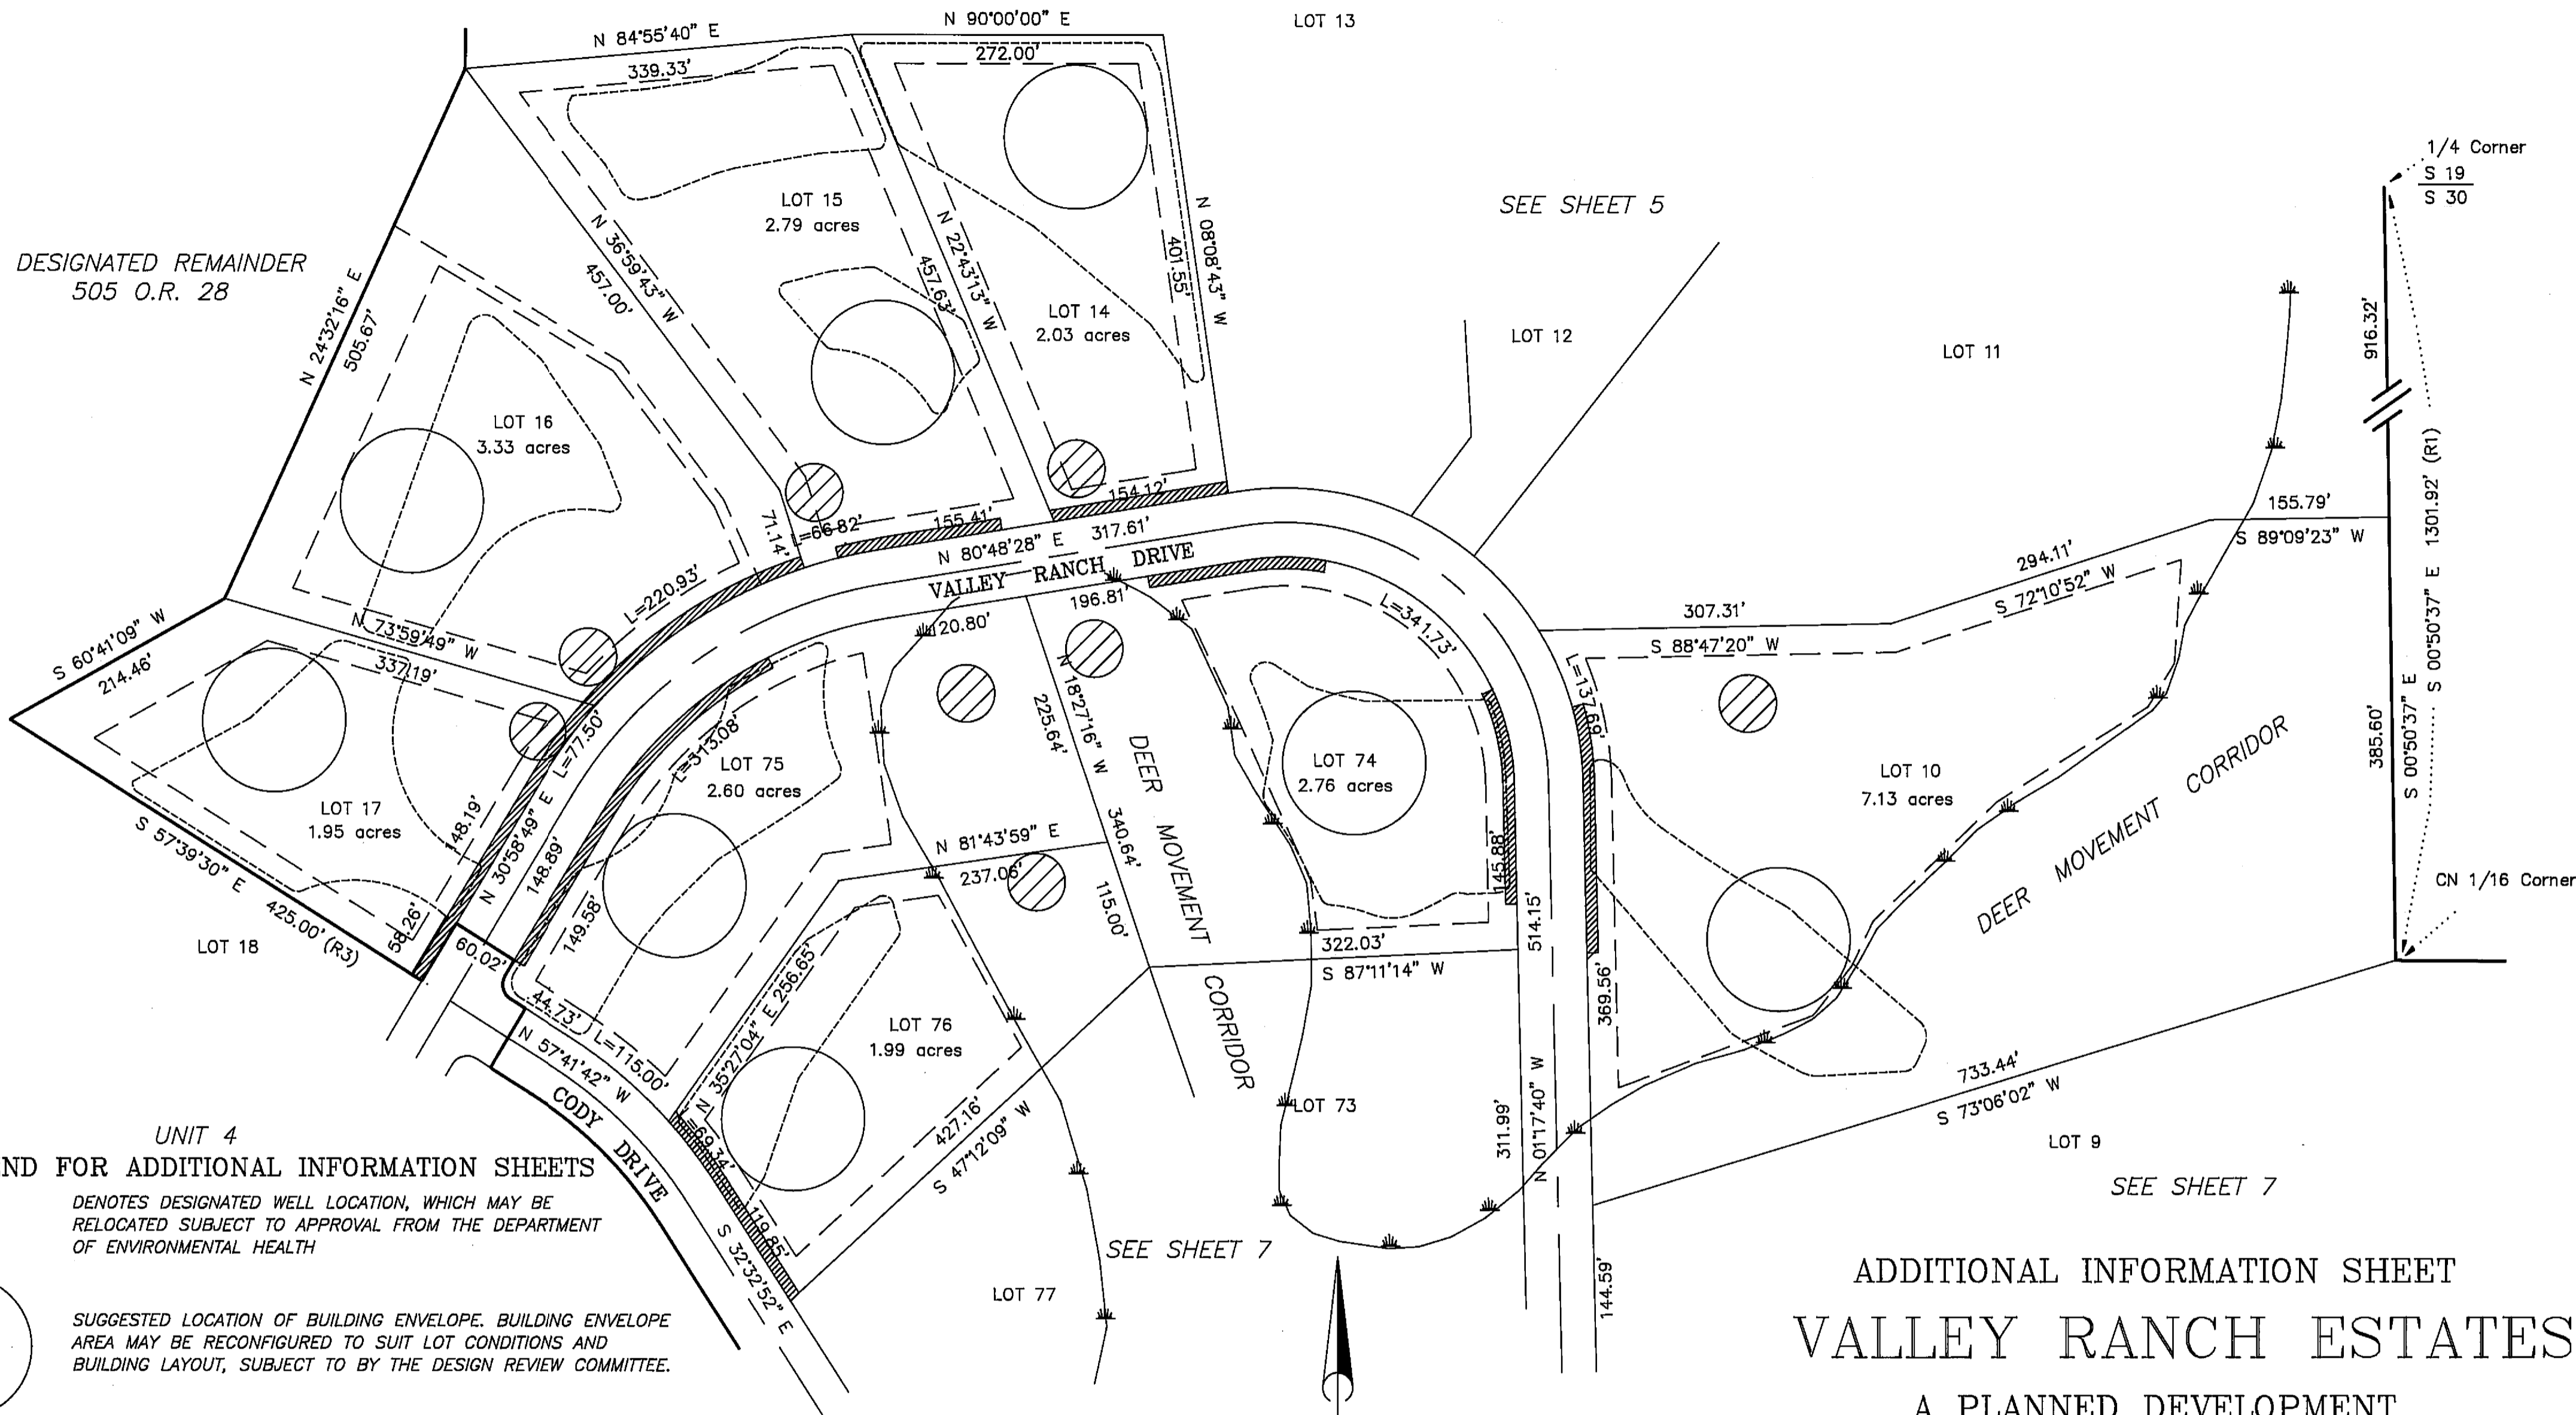 N 84°55'40" E
339.33'
N 90°00'00" E
272.00'
LOT 13
1/4 Corner
S 19
S 30
DESIGNATED REMAINDER
505 O.R. 28
N 24°32'16" E
505.67'
N 36°59'43" W
457.00'
LOT 15
2.79 acres
457.63'
N 22°43'13" W
LOT 14
2.03 acres
401.55'
N 08°08'43" W
SEE SHEET 5
LOT 12
LOT 11
916.32'
S 00°50'37" E 1301.92' (R1)
LOT 16
3.33 acres
71.14'
L=66.82'
155.41'
154.12'
N 80°48'28" E 317.61'
VALLEY RANCH DRIVE
196.81'
120.80'
L=220.93'
155.79'
S 89°09'23" W
294.11'
S 72°10'52" W
307.31'
S 88°47'20" W
S 60°41'09" W
214.46'
N 73°59'49" W
337.19'
L=77.50'
L=341.73'
L=137.69'
N 18°27'16" W
225.64'
340.64'
115.00'
L=313.08'
LOT 75
2.60 acres
DEER MOVEMENT CORRIDOR
LOT 74
2.76 acres
145.88'
LOT 10
7.13 acres
DEER MOVEMENT CORRIDOR
385.60'
S 00°50'37" E
CN 1/16 Corner
LOT 17
1.95 acres
148.19'
N 30°58'49" E
148.89'
149.58'
S 57°39'30" E
425.00' (R3)
58.26'
60.02'
LOT 18
N 81°43'59" E
237.06'
322.03'
S 87°11'14" W
514.15'
369.56'
44.73'
L=115.00'
N 57°41'42" W
N 35°27'04" E 256.65'
LOT 76
1.99 acres
427.16'
S 47°12'09" W
CODY DRIVE
L=69.34'
119.85'
S 32°32'52" E
LOT 73
311.99'
N 01°17'40" W
733.44'
S 73°06'02" W
LOT 9
SEE SHEET 7
144.59'
SEE SHEET 7
LOT 77
UNIT 4
ND FOR ADDITIONAL INFORMATION SHEETS
DENOTES DESIGNATED WELL LOCATION, WHICH MAY BE
RELOCATED SUBJECT TO APPROVAL FROM THE DEPARTMENT
OF ENVIRONMENTAL HEALTH
SUGGESTED LOCATION OF BUILDING ENVELOPE. BUILDING ENVELOPE
AREA MAY BE RECONFIGURED TO SUIT LOT CONDITIONS AND
BUILDING LAYOUT, SUBJECT TO BY THE DESIGN REVIEW COMMITTEE.
ADDITIONAL INFORMATION SHEET
VALLEY RANCH ESTATES
A PLANNED DEVELOPMENT